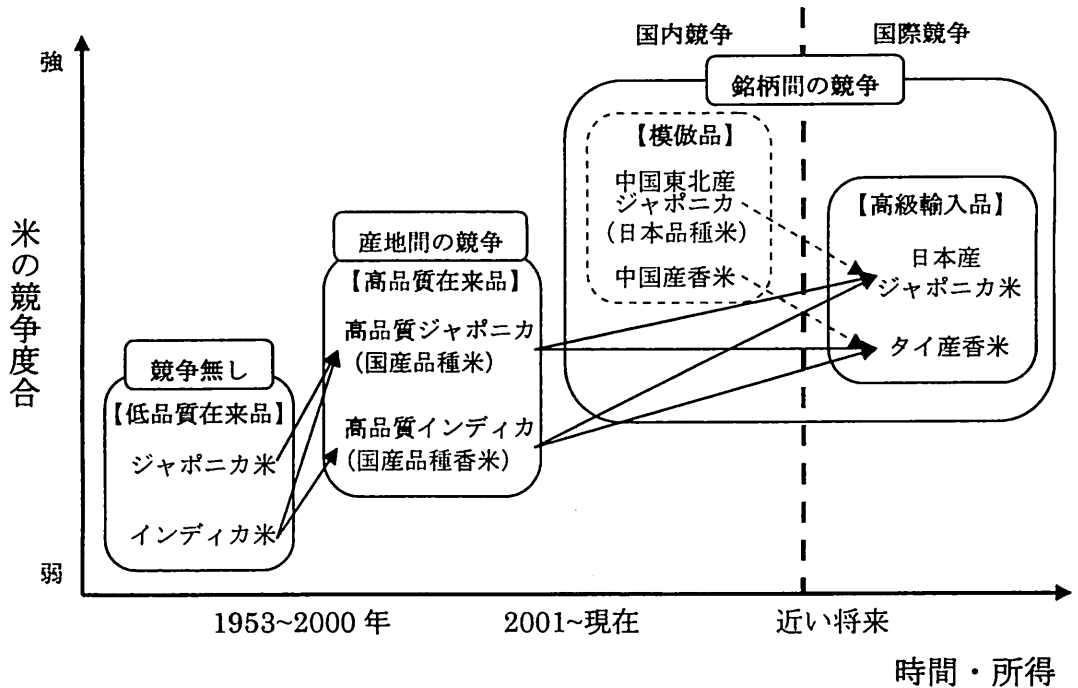 国内競争
国際競争
強
銘柄間の競争
【模倣品】
中国東北産
ジャポニカ
(日本品種米)
中国産香米
【高級輸入品】
日本産
ジャポニカ米
タイ産香米
産地間の競争
【高品質在来品】
高品質ジャポニカ
(国産品種米)
高品質インディカ
(国産品種香米)
米の競争度合
競争無し
【低品質在来品】
ジャポニカ米
インディカ米
弱
1953~2000 年
2001~現在
近い将来
時間・所得